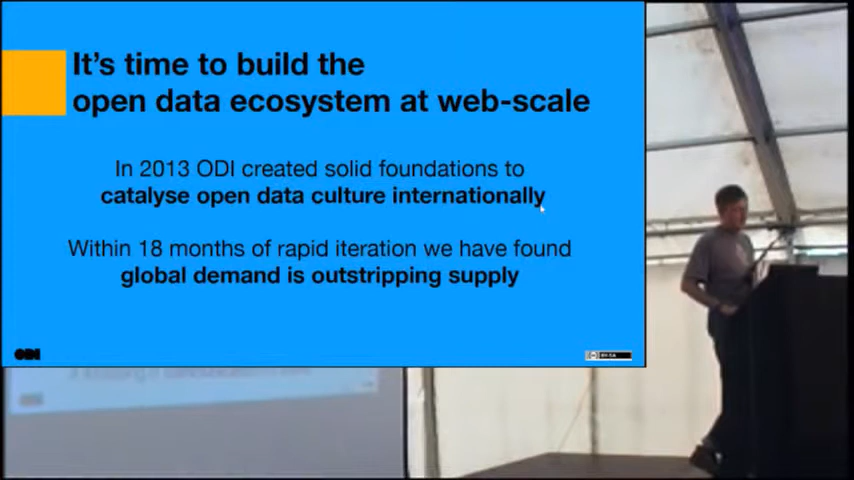 It's time to build the
open data ecosystem at web-scale
In 2013 ODI created solid foundations to
catalyse open data culture internationally
Within 18 months of rapid iteration we have found
global demand is outstripping supply
ODI
BY-SA